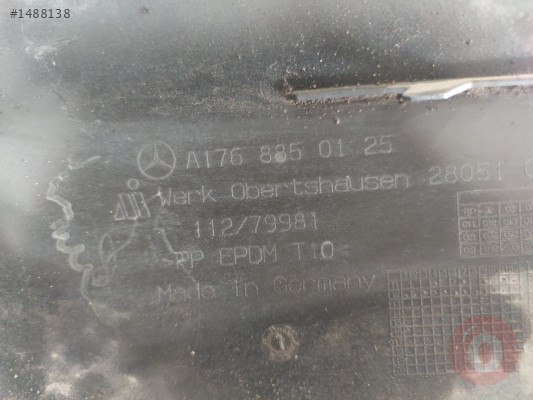 #1488138
A176 885 01 25
Werk Obertshausen 28051
112/79981
>PP EPDM T10<
Made in Germany